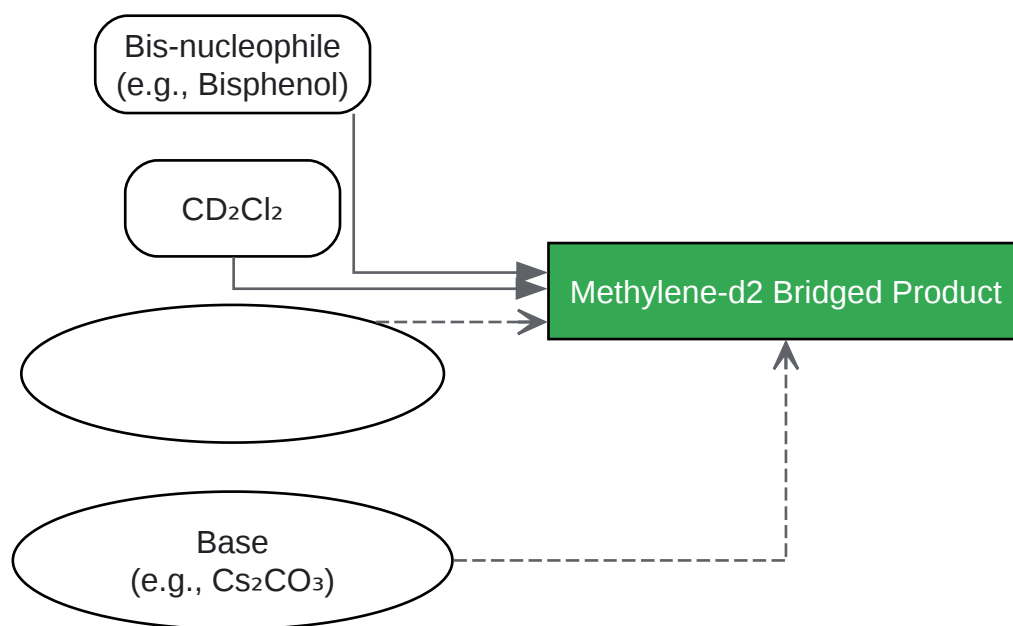 Bis-nucleophile
(e.g., Bisphenol)
CD₂Cl₂
Methylene-d2 Bridged Product
Base
(e.g., Cs₂CO₃)